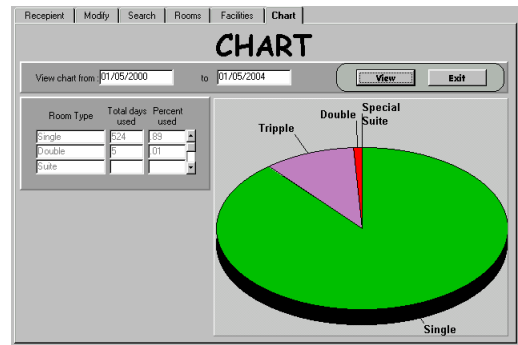 Recepient Modify Search Rooms Facilities Chart
CHART
View chart from : 01/05/2000 to 01/05/2004 View Exit
Room Type Total days used Percent used
Single 524 .89
Double 5 .01
Suite
Special Suite
Double
Tripple
Single